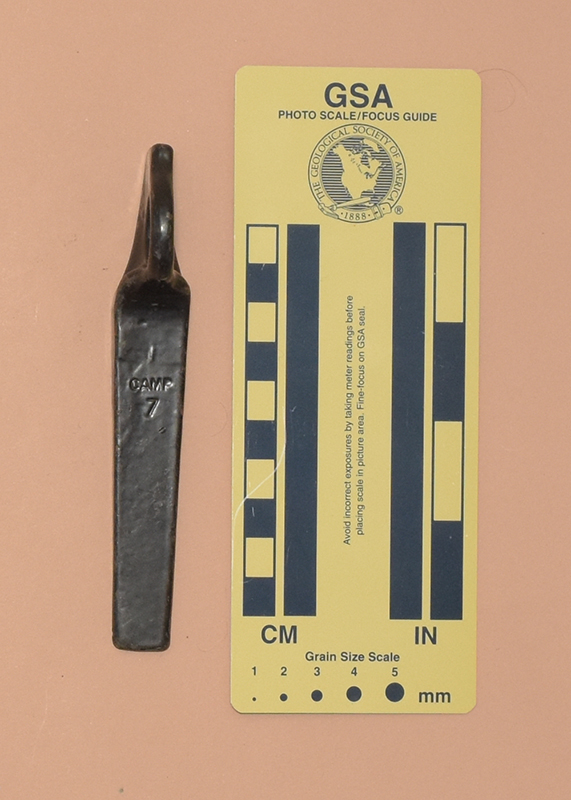 CAMP
7
GSA
PHOTO SCALE/FOCUS GUIDE
THE GEOLOGICAL SOCIETY OF AMERICA
1888
®
Avoid incorrect exposures by taking meter readings before
placing scale in picture area. Fine-focus on GSA seal.
CM IN
Grain Size Scale
1 2 3 4 5
mm